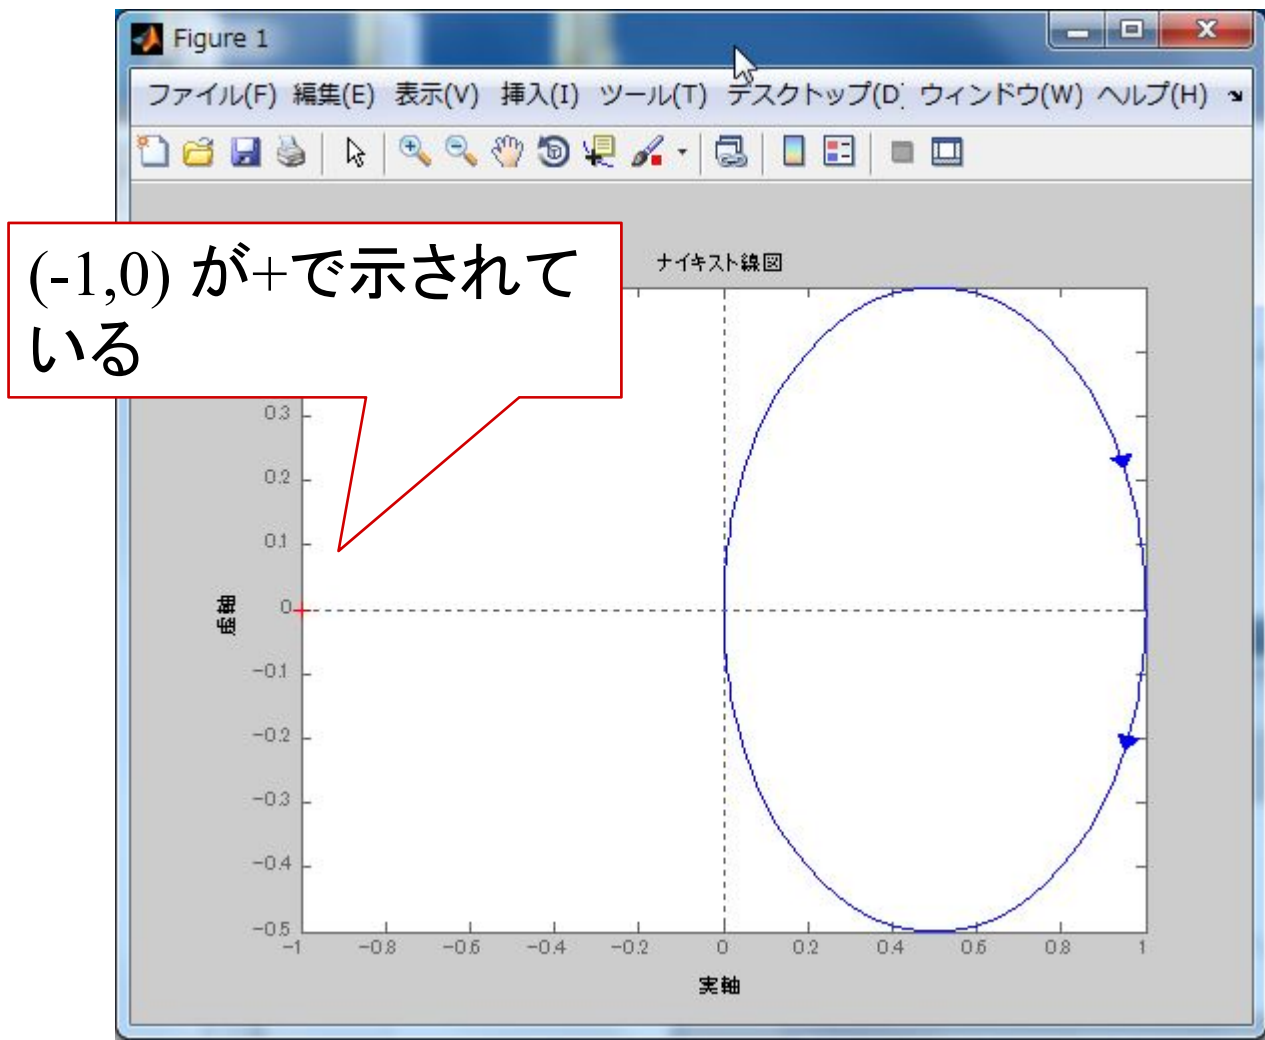 Figure 1
ファイル(F) 編集(E) 表示(V) 挿入(I) ツール(T) デスクトップ(D) ウィンドウ(W) ヘルプ(H)
(-1,0) が+で示されて
いる
ナイキスト線図
0.3
0.2
0.1
0
-0.1
-0.2
-0.3
-0.4
-0.5
虚軸
-1 -0.8 -0.6 -0.4 -0.2 0 0.2 0.4 0.6 0.8 1
実軸